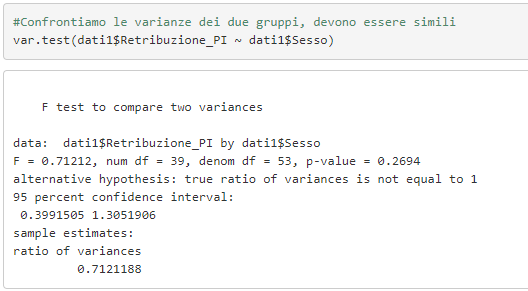 #Confrontiamo le varianze dei due gruppi, devono essere simili
var.test(dati1$Retribuzione_PI ~ dati1$Sesso)
F test to compare two variances
data:  dati1$Retribuzione_PI by dati1$Sesso
F = 0.71212, num df = 39, denom df = 53, p-value = 0.2694
alternative hypothesis: true ratio of variances is not equal to 1
95 percent confidence interval:
0.3991505 1.3051906
sample estimates:
ratio of variances
0.7121188